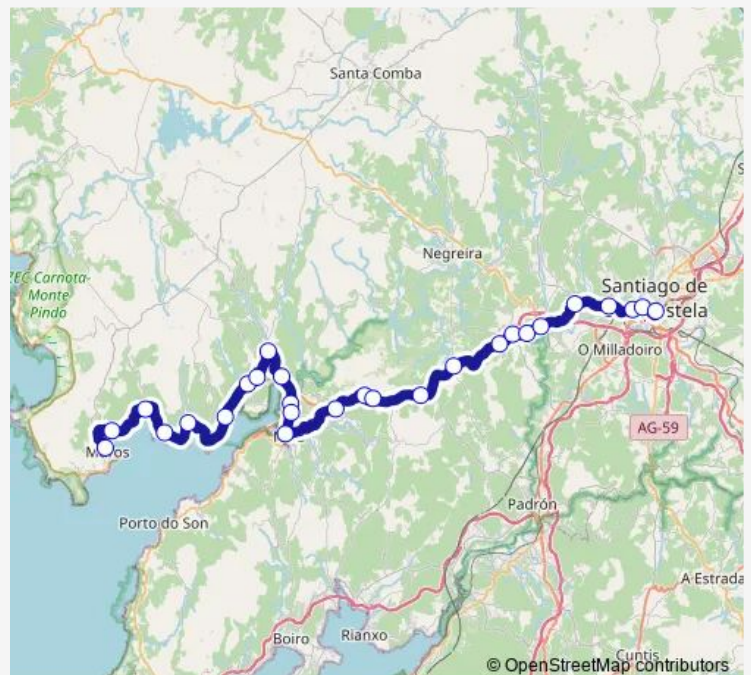 Santa Comba
Negreira
ZEC Carnota-
Monte
Pindo
Santiago de
stela
O Milladoiro
AG-59
Padrón
Porto do Son
A Estrada
Boiro
Rianxo
Cuntis
© OpenStreetMap contributors